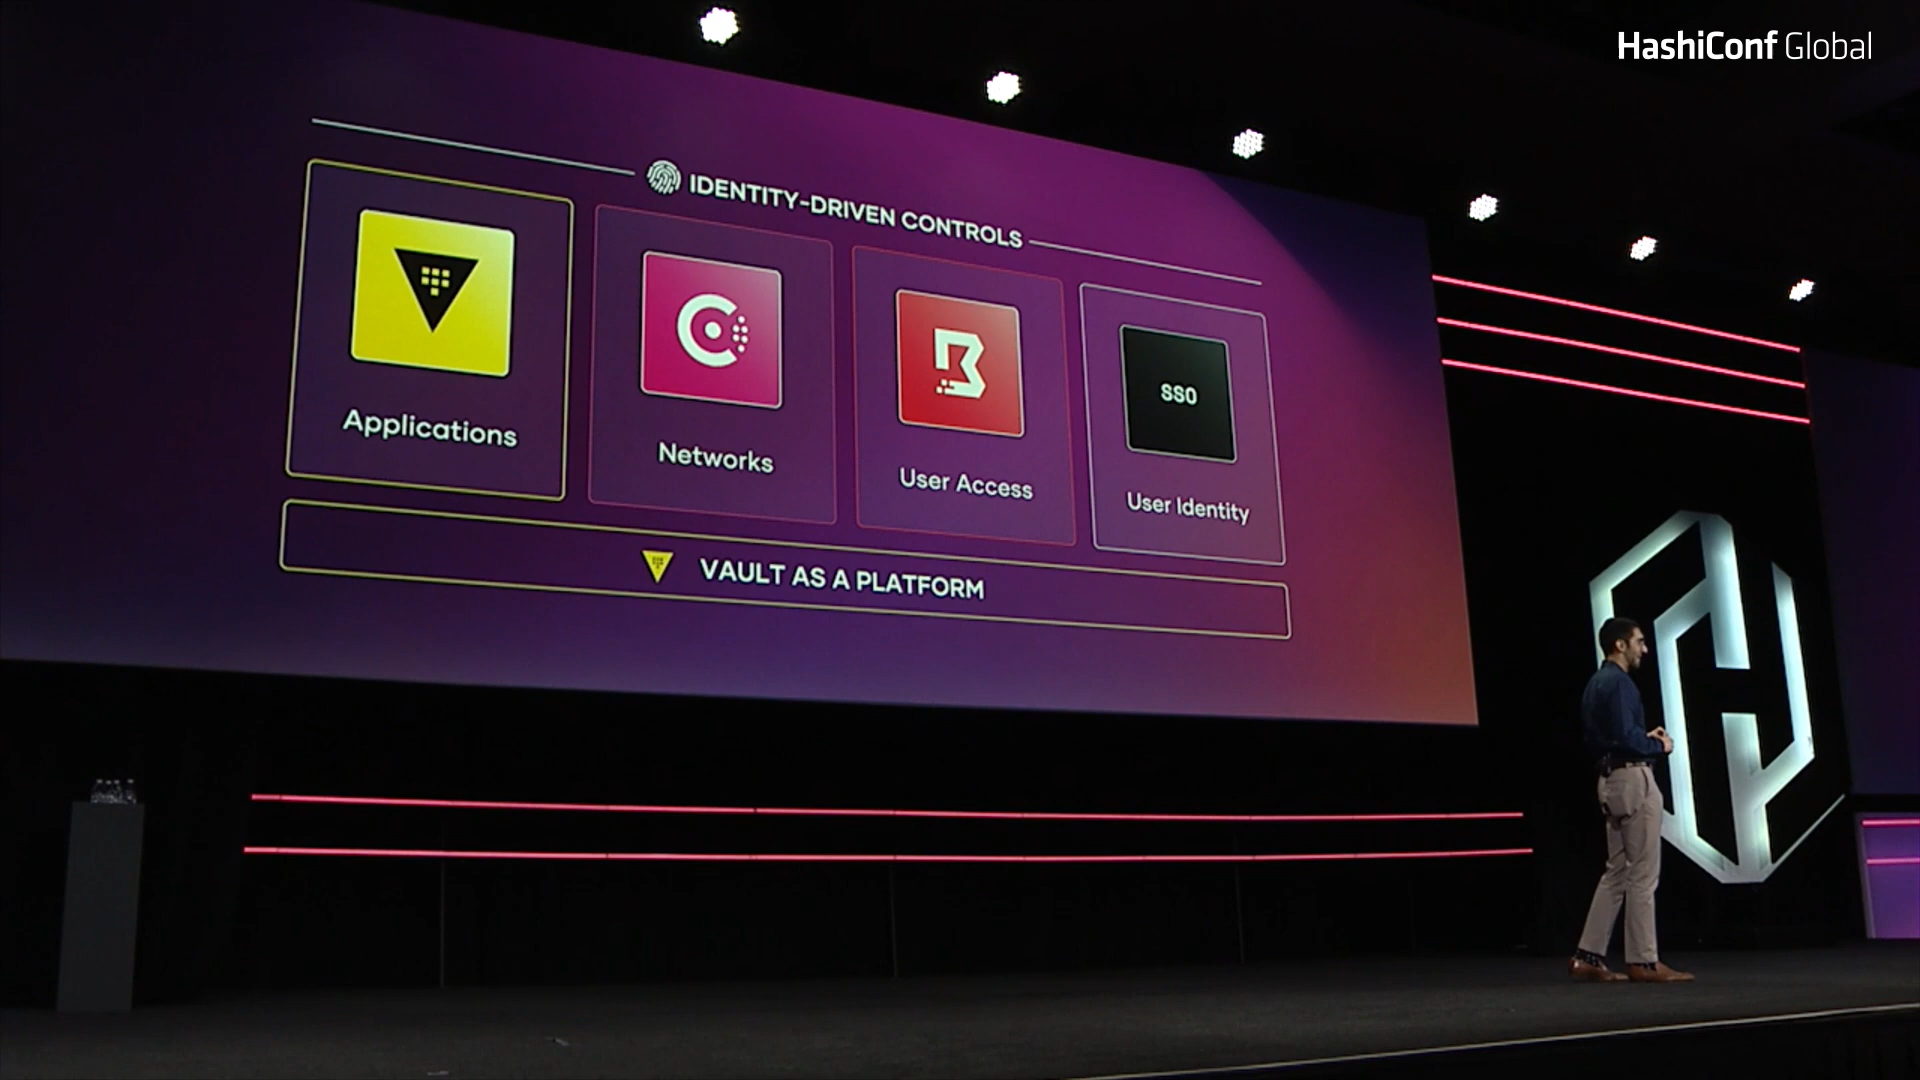 HashiConf Global
IDENTITY-DRIVEN CONTROLS
Applications
Networks
User Access
SSO
User Identity
VAULT AS A PLATFORM